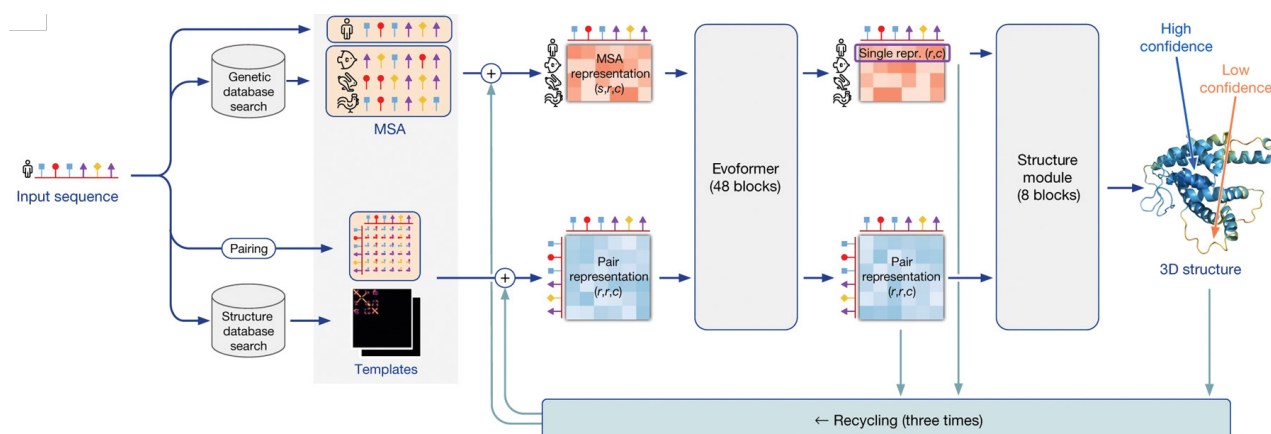 Input sequence
Genetic
database
search
Pairing
Structure
database
search
MSA
Templates
+
+
MSA
representation
(s,r,c)
Pair
representation
(r,r,c)
Evoformer
(48 blocks)
Single repr. (r,c)
Pair
representation
(r,r,c)
Structure
module
(8 blocks)
High
confidence
Low
confidence
3D structure
← Recycling (three times)